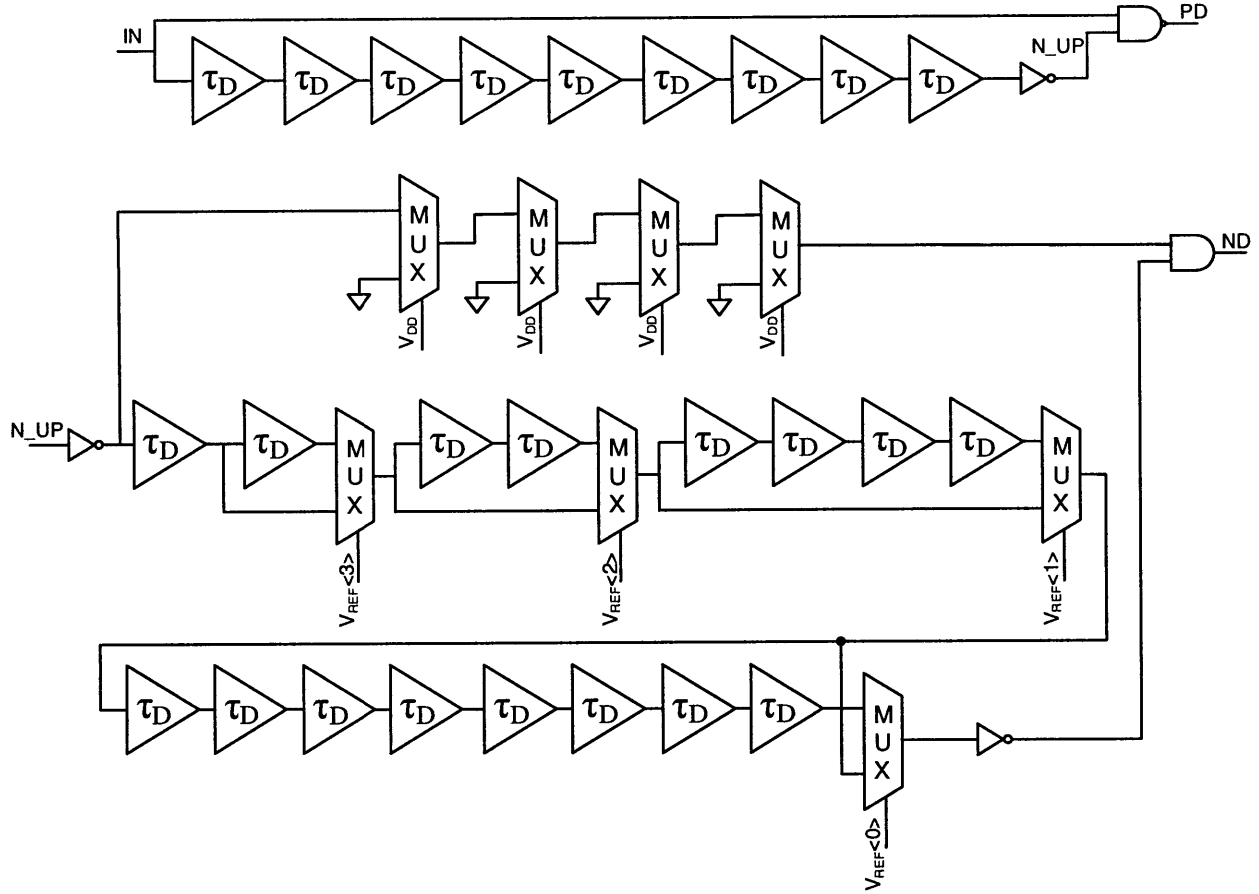 IN
PD
N_UP
τD τD τD τD τD τD τD τD τD
MUX MUX MUX MUX
ND
VDD VDD VDD VDD
N_UP
τD τD MUX τD τD MUX τD τD τD τD MUX
VREF<3> VREF<2> VREF<1>
τD τD τD τD τD τD τD τD MUX
VREF<0>